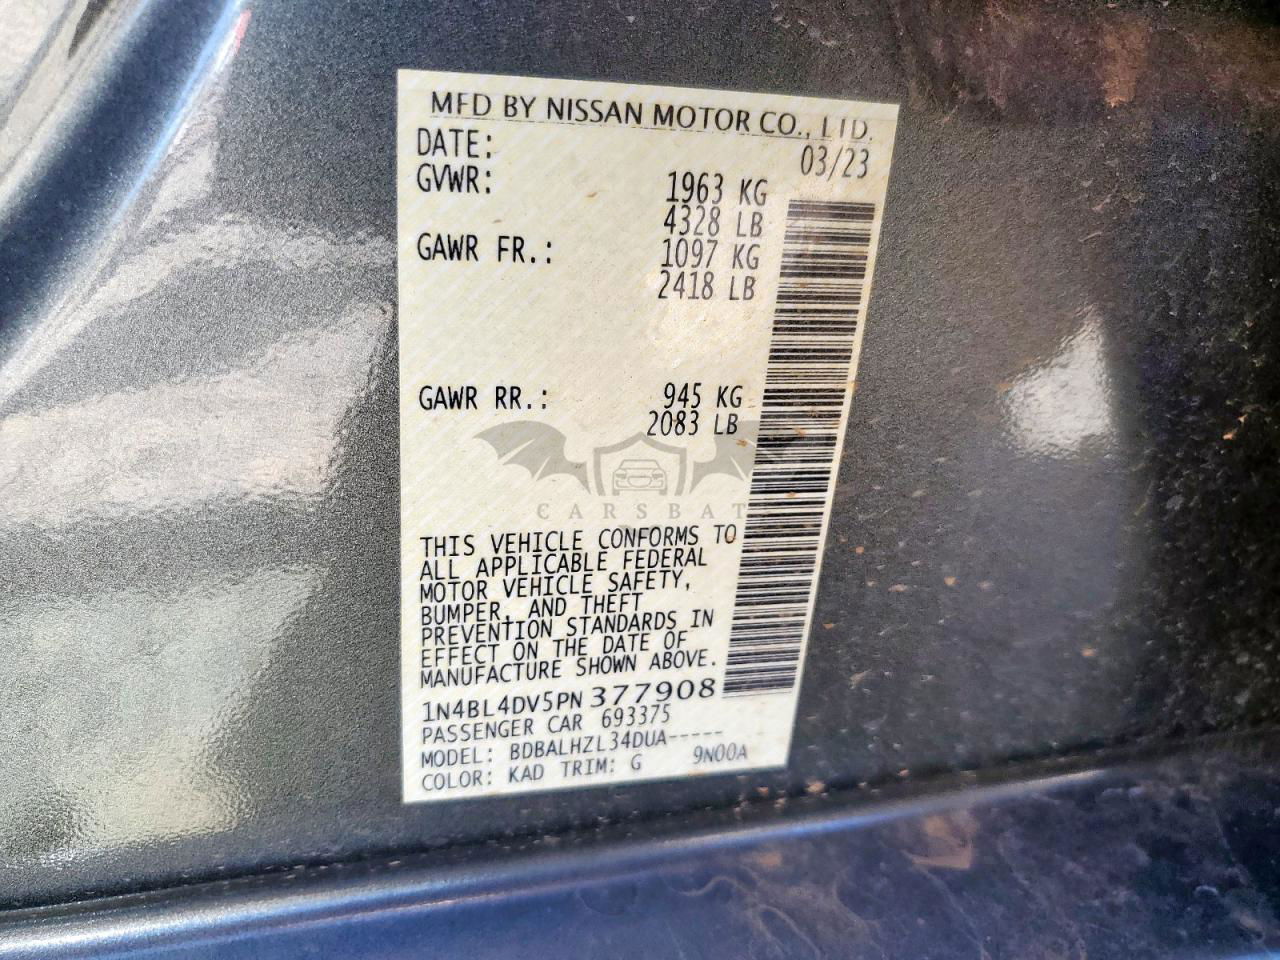 MFD BY NISSAN MOTOR CO., LTD.
DATE: 03/23
GVWR: 1963 KG
4328 LB
GAWR FR.: 1097 KG
2418 LB
GAWR RR.: 945 KG
2083 LB
CARSBAT
THIS VEHICLE CONFORMS TO
ALL APPLICABLE FEDERAL
MOTOR VEHICLE SAFETY,
BUMPER, AND THEFT
PREVENTION STANDARDS IN
EFFECT ON THE DATE OF
MANUFACTURE SHOWN ABOVE.
1N4BL4DV5PN377908
PASSENGER CAR 693375
MODEL: BDBALHZL34DUA-----
COLOR: KAD TRIM: G 9N00A